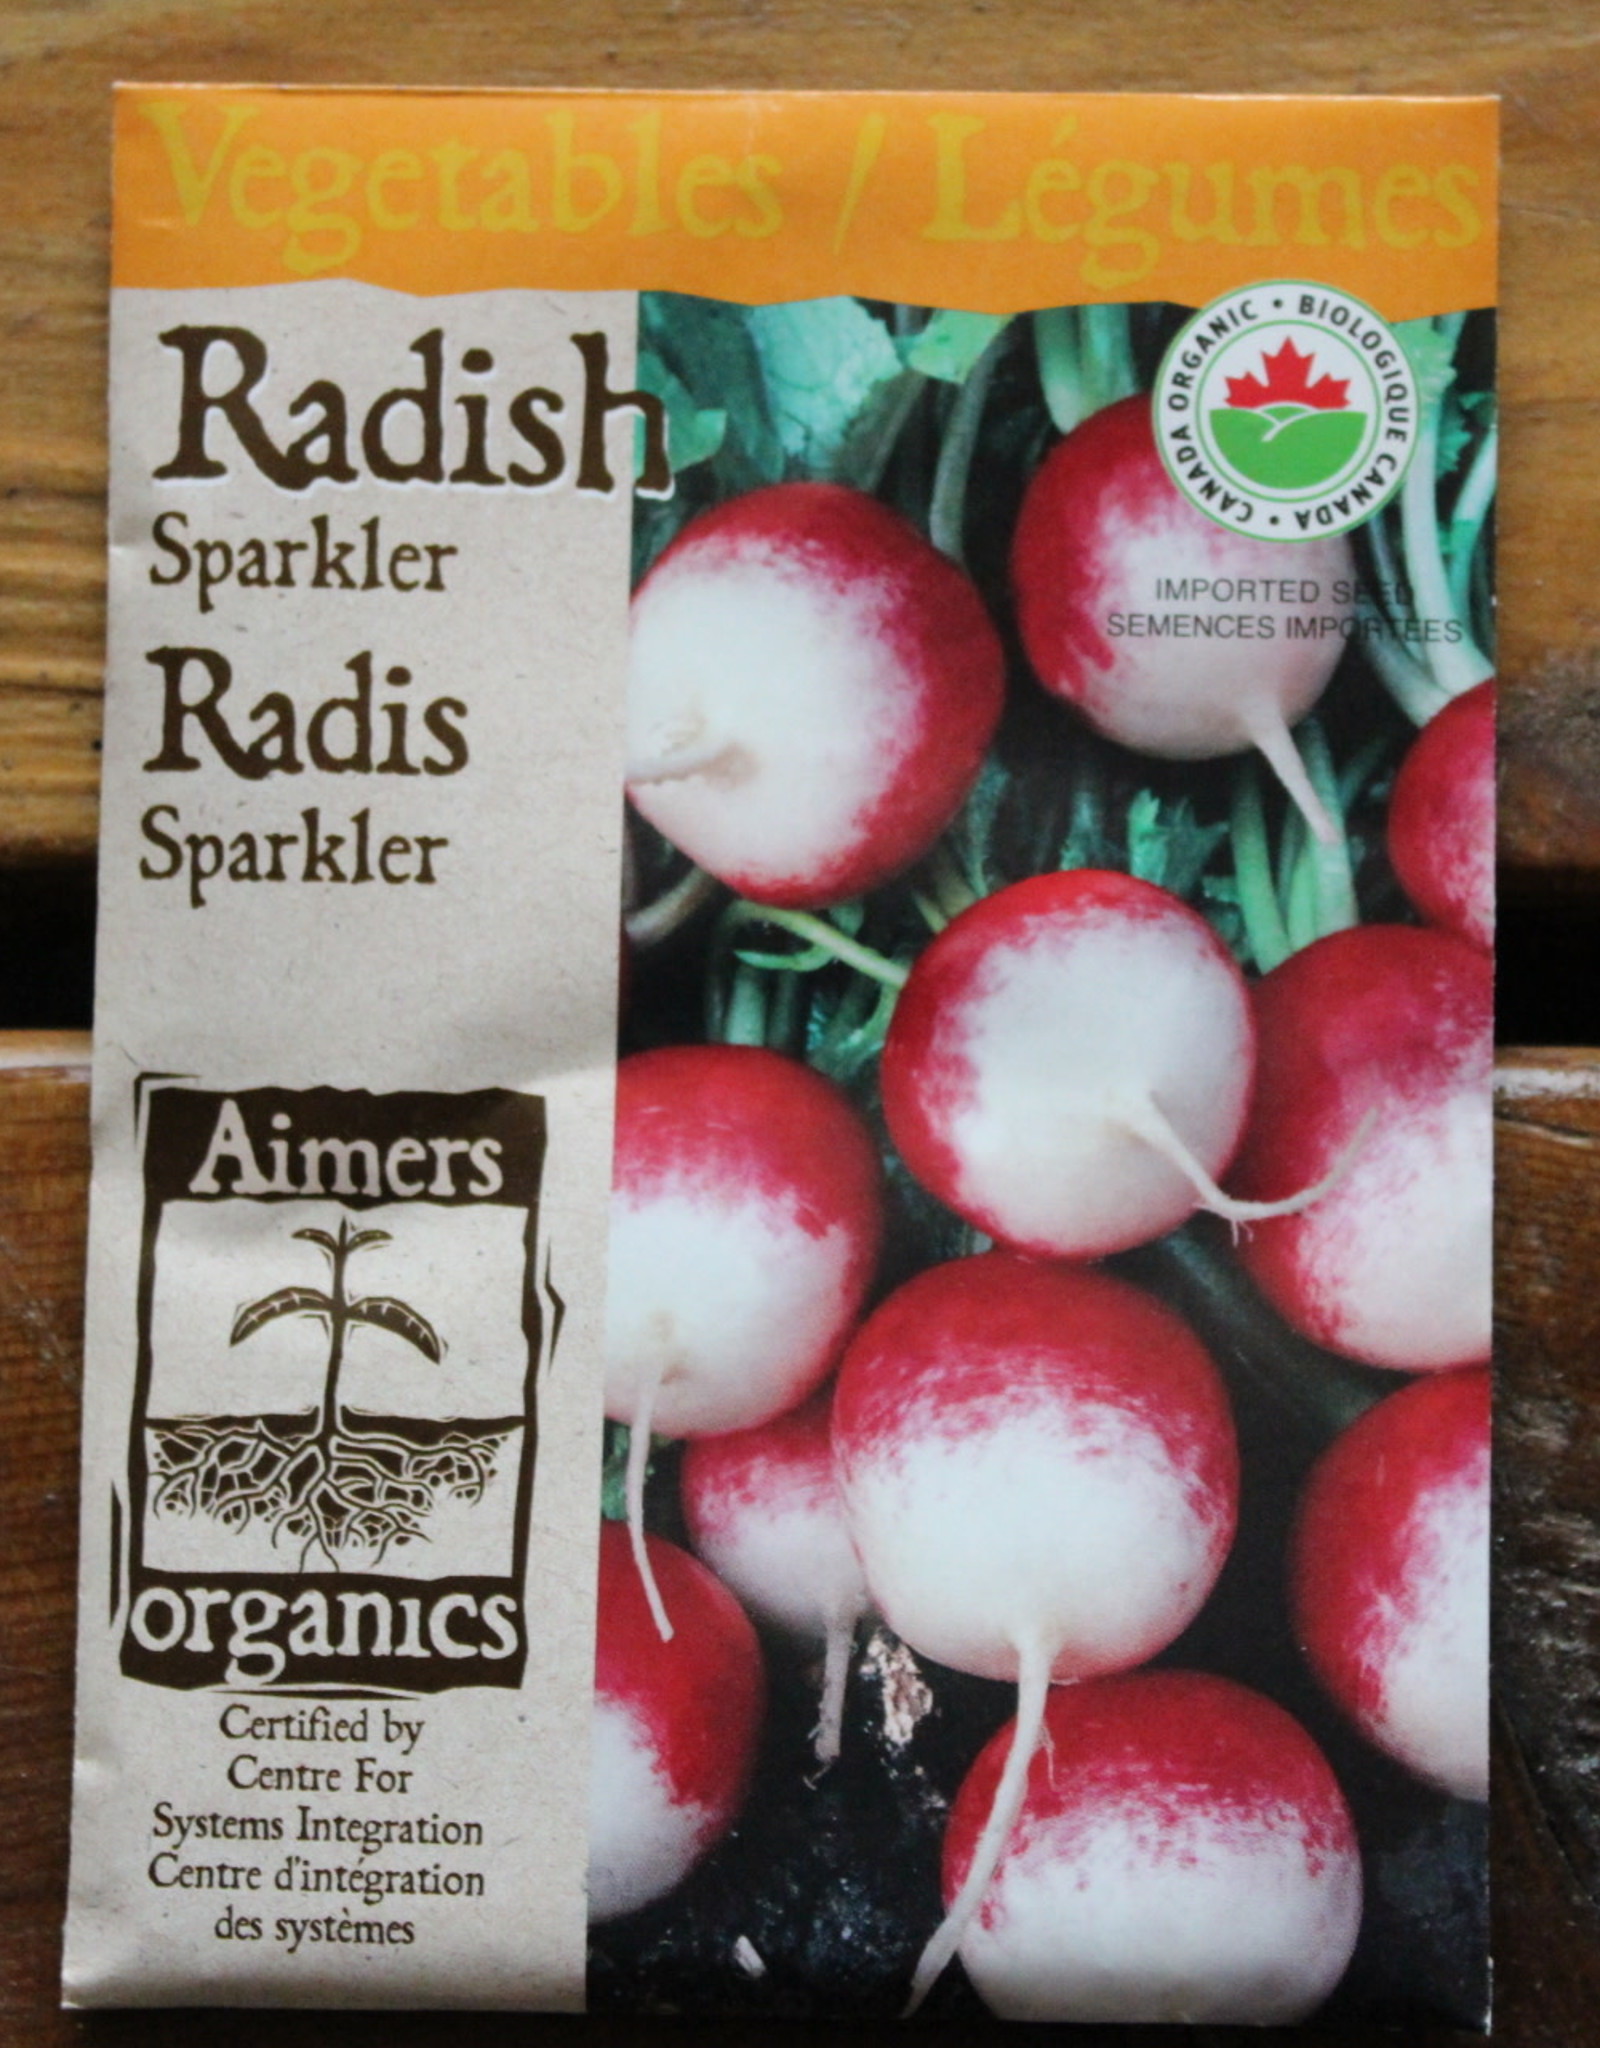 Vegetables / Légumes
Radish
Sparkler
Radis
Sparkler
CANADA ORGANIC • BIOLOGIQUE CANADA •
IMPORTED SEED
SEMENCES IMPORTEES
Aimers
organics
Certified by
Centre For
Systems Integration
Centre d'intégration
des systèmes